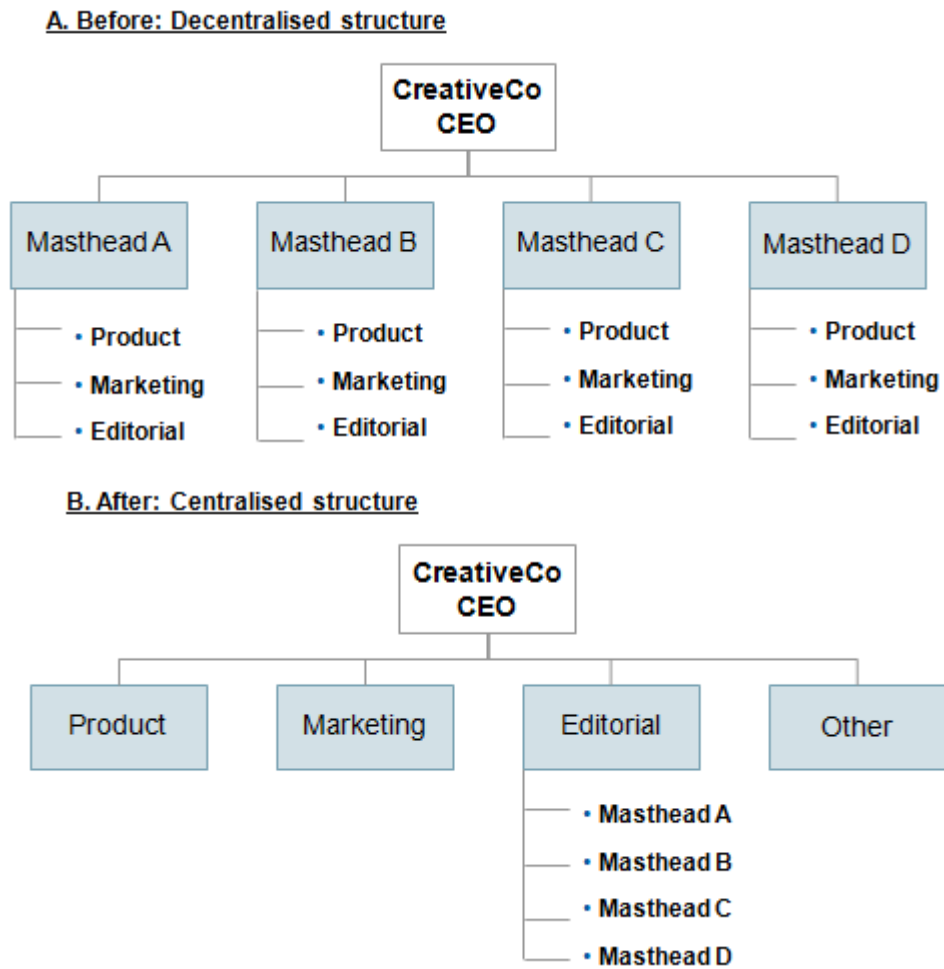 A. Before: Decentralised structure
CreativeCo
CEO
Masthead A
Masthead B
Masthead C
Masthead D
• Product
• Marketing
• Editorial
• Product
• Marketing
• Editorial
• Product
• Marketing
• Editorial
• Product
• Marketing
• Editorial
B. After: Centralised structure
CreativeCo
CEO
Product
Marketing
Editorial
Other
• Masthead A
• Masthead B
• Masthead C
• Masthead D